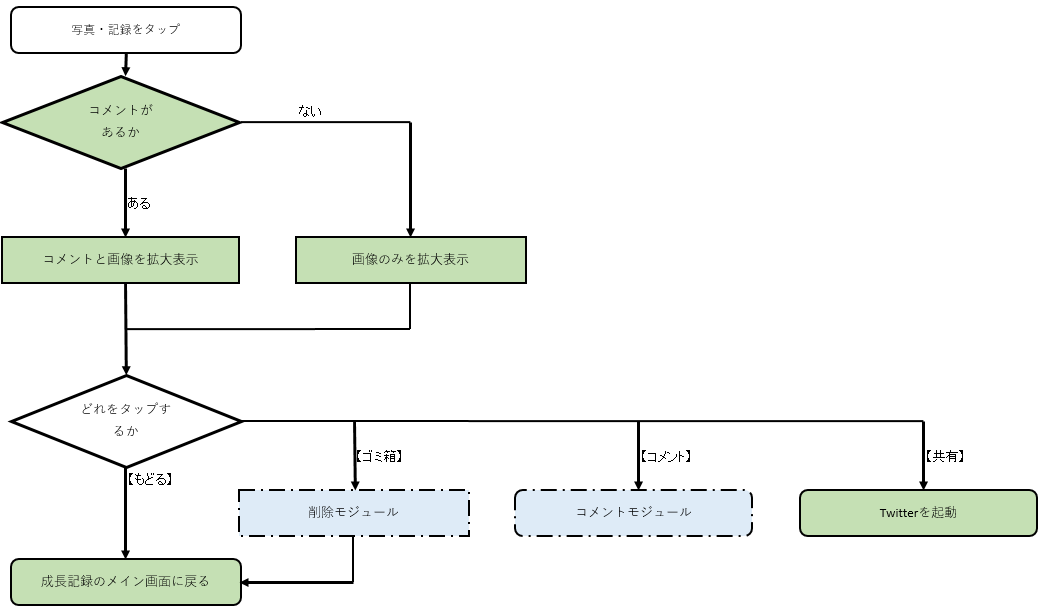 写真・記録をタップ
コメントが
あるか
ない
ある
コメントと画像を拡大表示
画像のみを拡大表示
どれをタップす
るか
【ゴミ箱】
【コメント】
【共有】
【もどる】
削除モジュール
コメントモジュール
Twitterを起動
成長記録のメイン画面に戻る